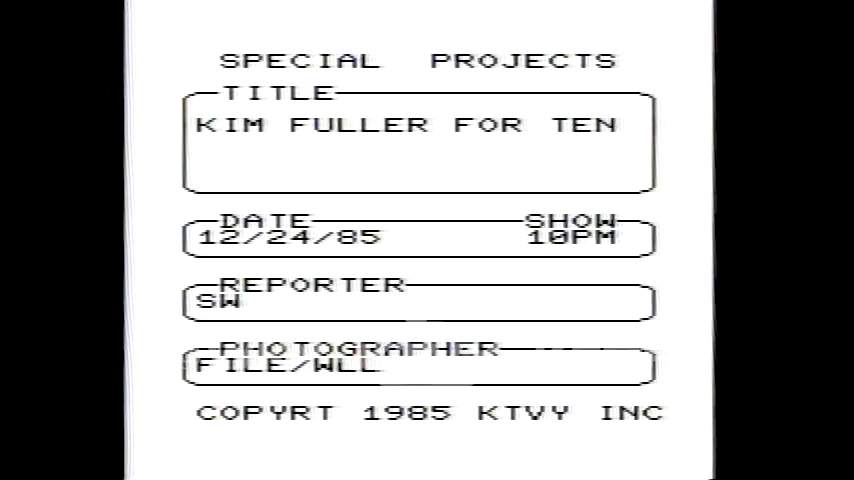 SPECIAL PROJECTS
TITLE
KIM FULLER FOR TEN
DATE SHOW
12/24/85 10PM
REPORTER
SW
PHOTOGRAPHER
FILE/WLL
COPYRT 1985 KTVY INC